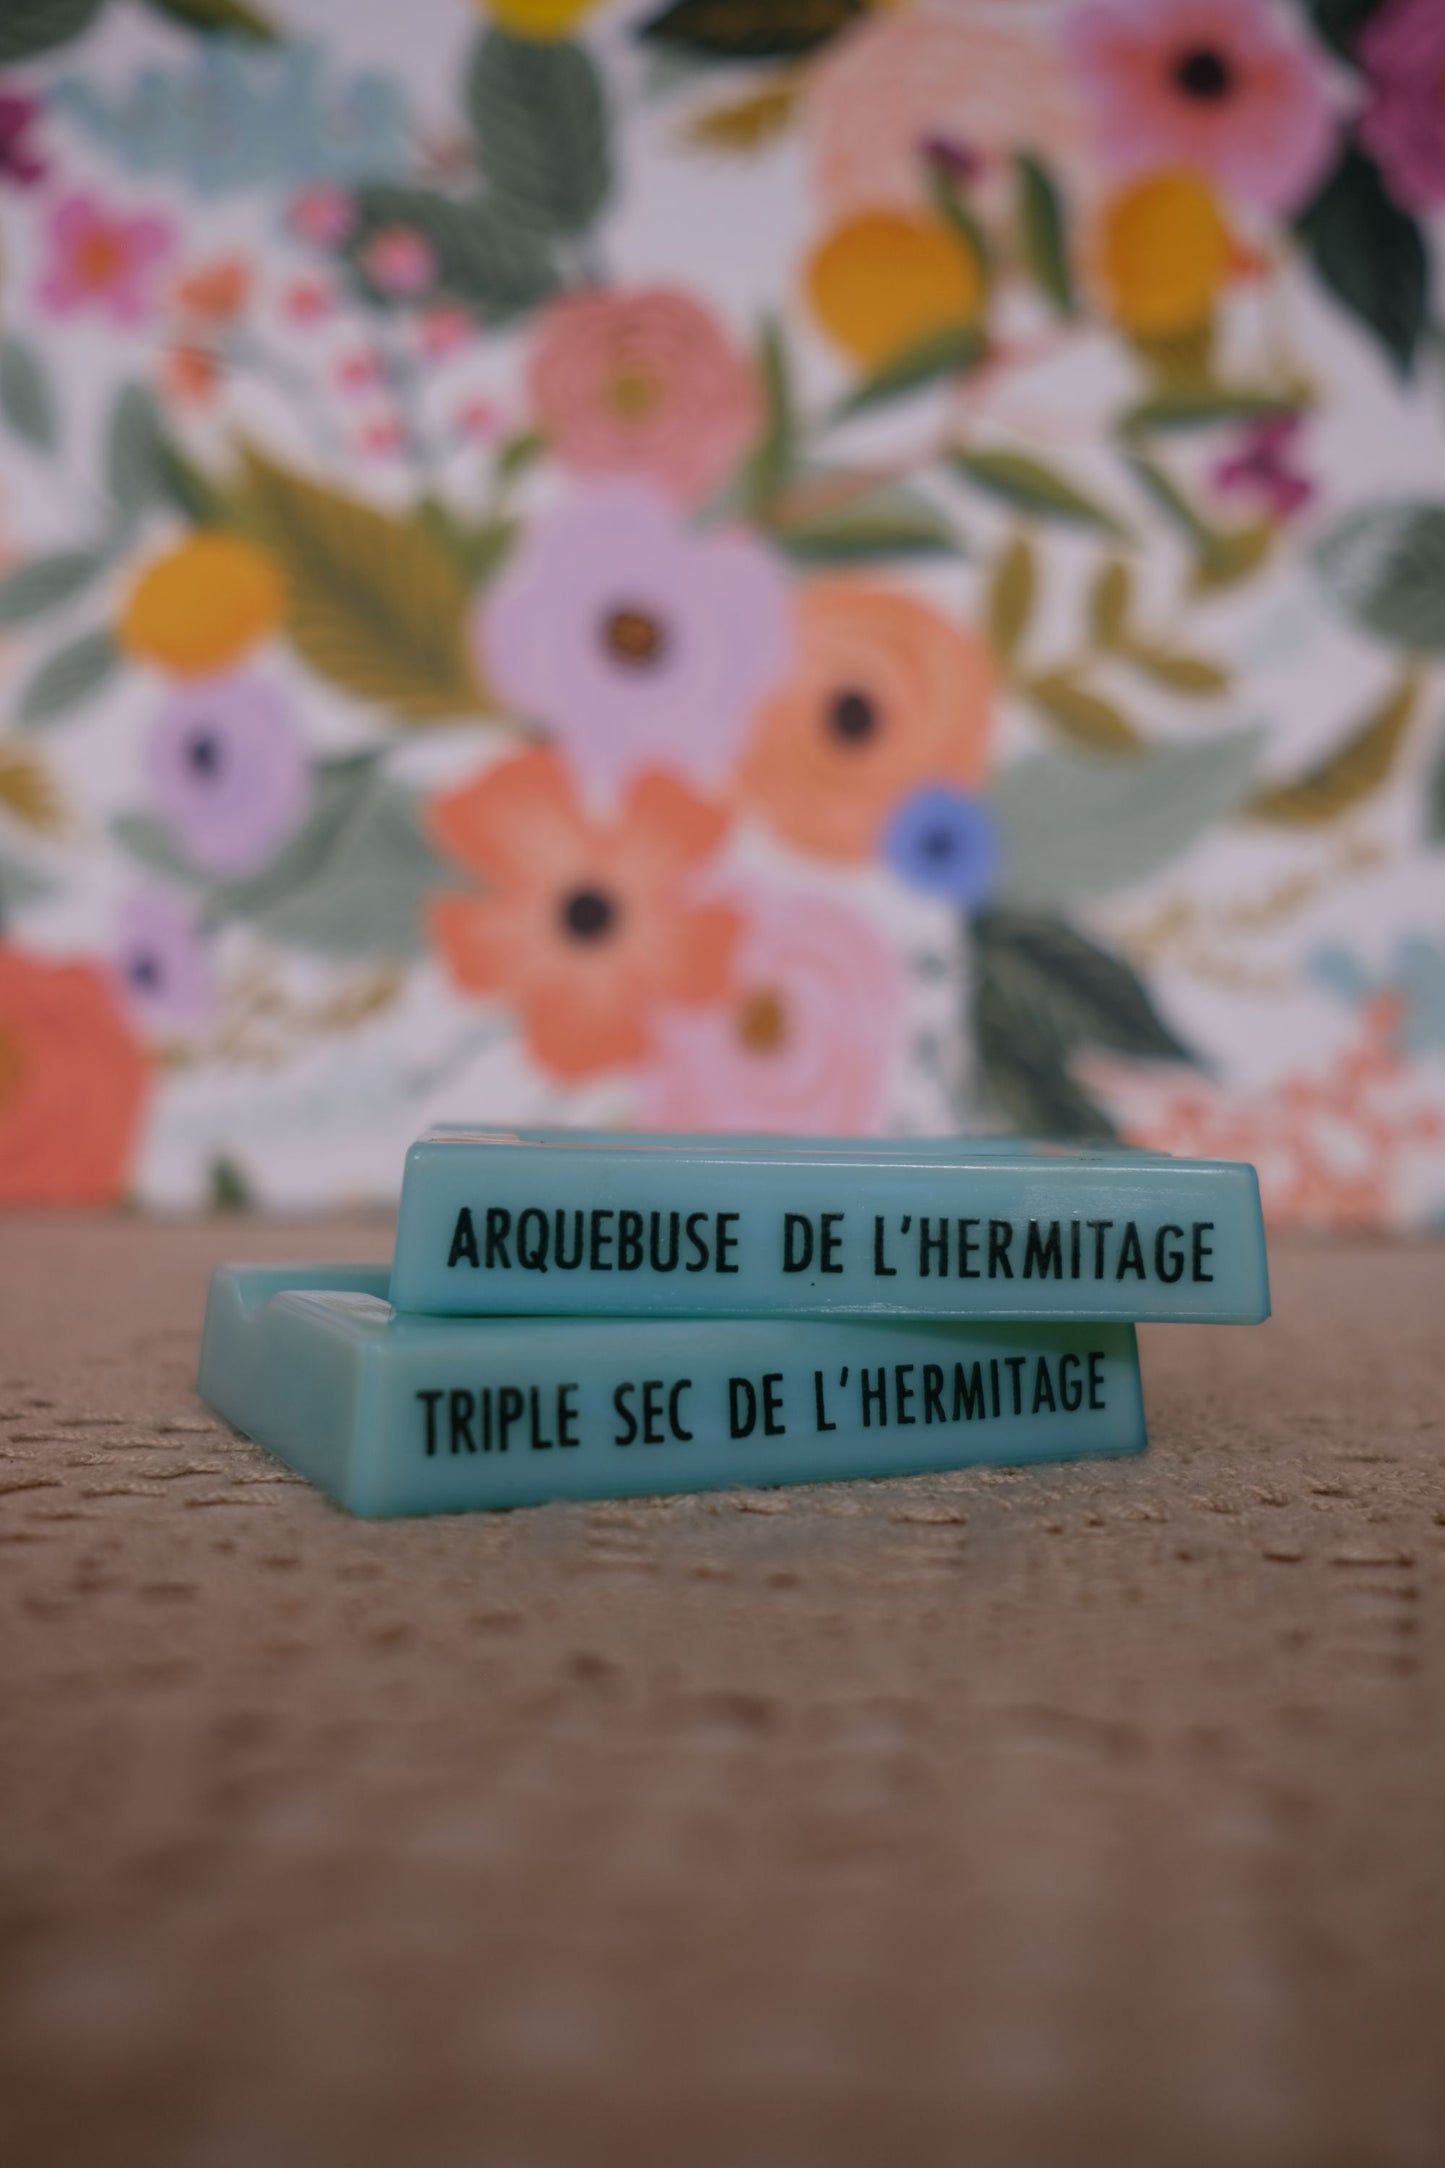 ARQUEBUSE DE L'HERMITAGE
TRIPLE SEC DE L'HERMITAGE